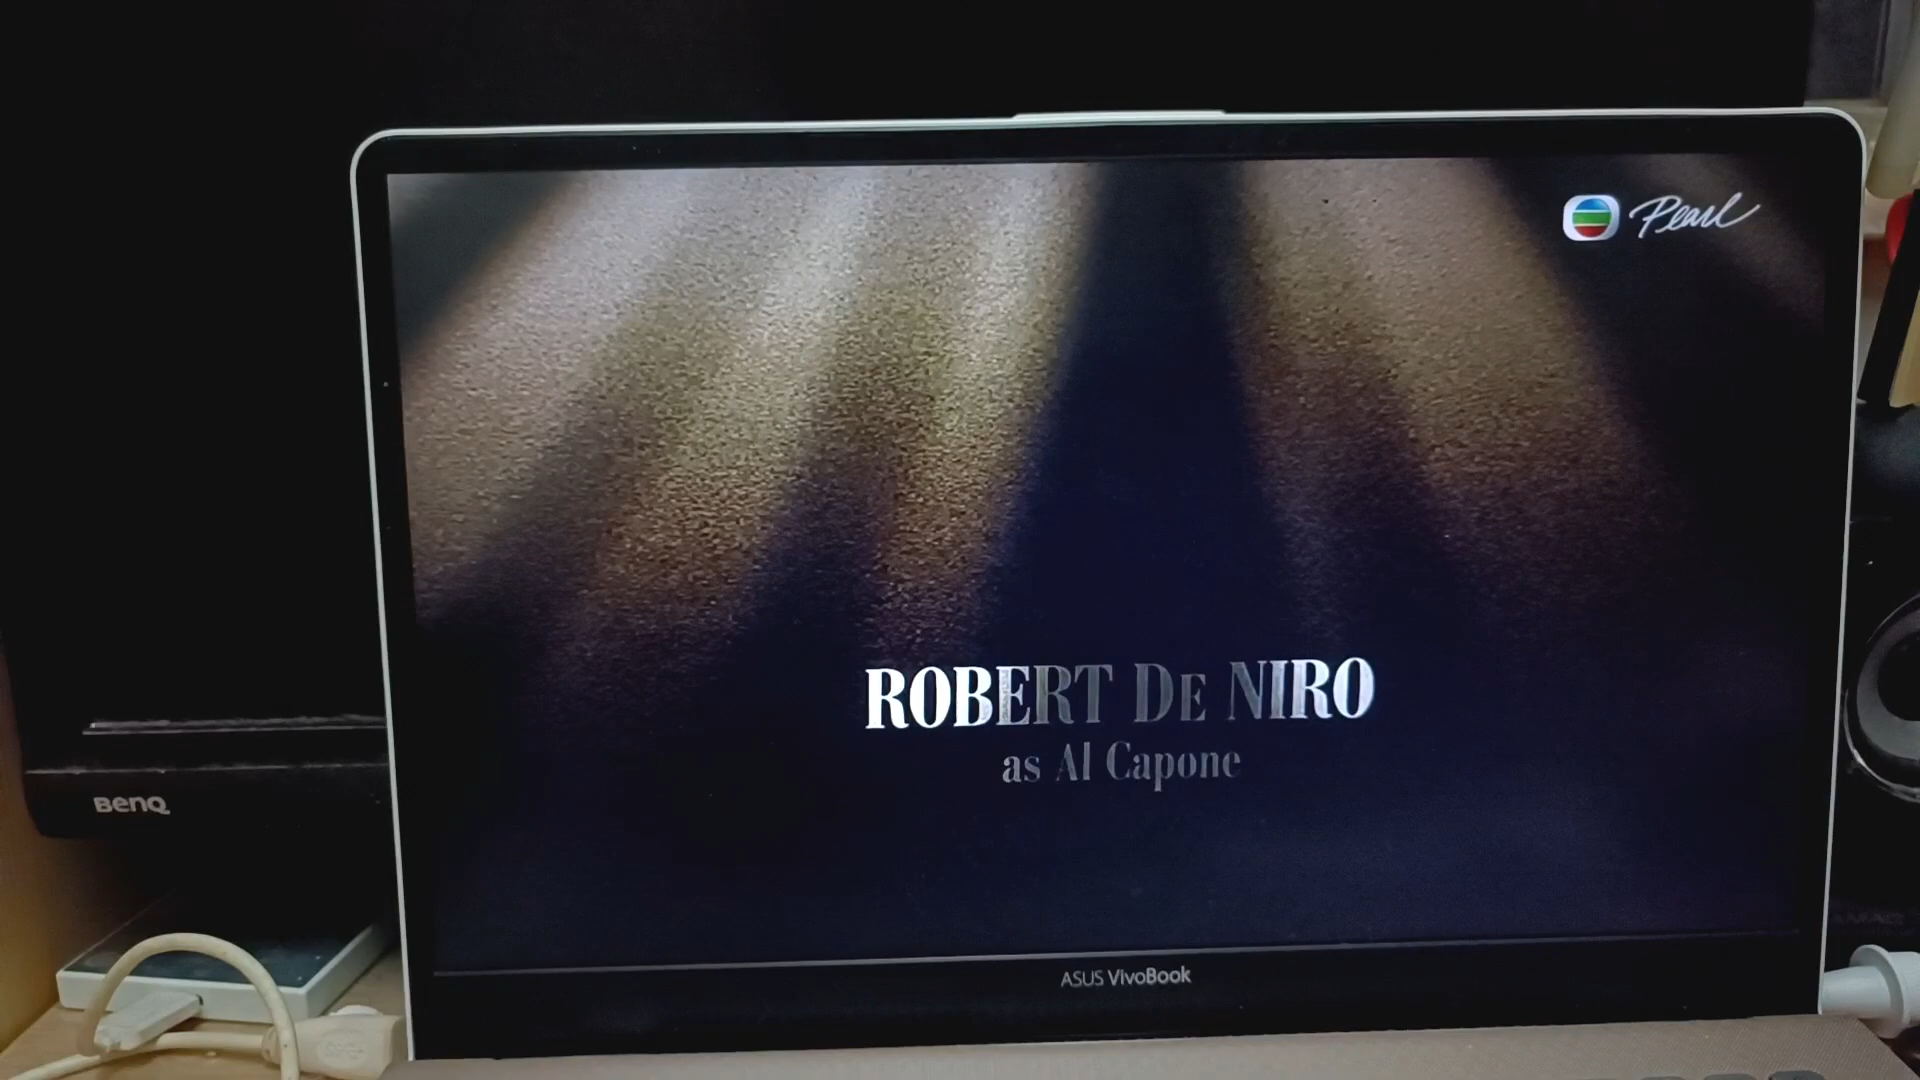 Pearl
ROBERT DE NIRO
as Al Capone
BenQ
ASUS VivoBook